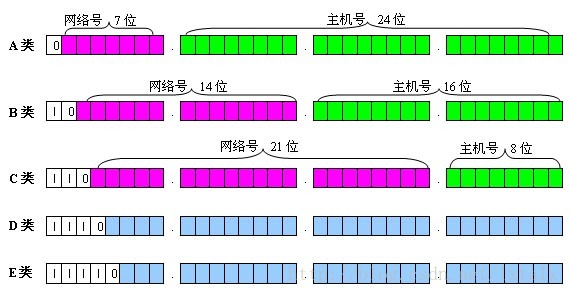 网络号 7 位 主机号 24 位
A 类 0 . . .
网络号 14 位 主机号 16 位
B 类 1 0 . . .
网络号 21 位 主机号 8 位
C 类 1 1 0 . . .
D 类 1 1 1 0 . . .
E 类 1 1 1 1 0 . . .